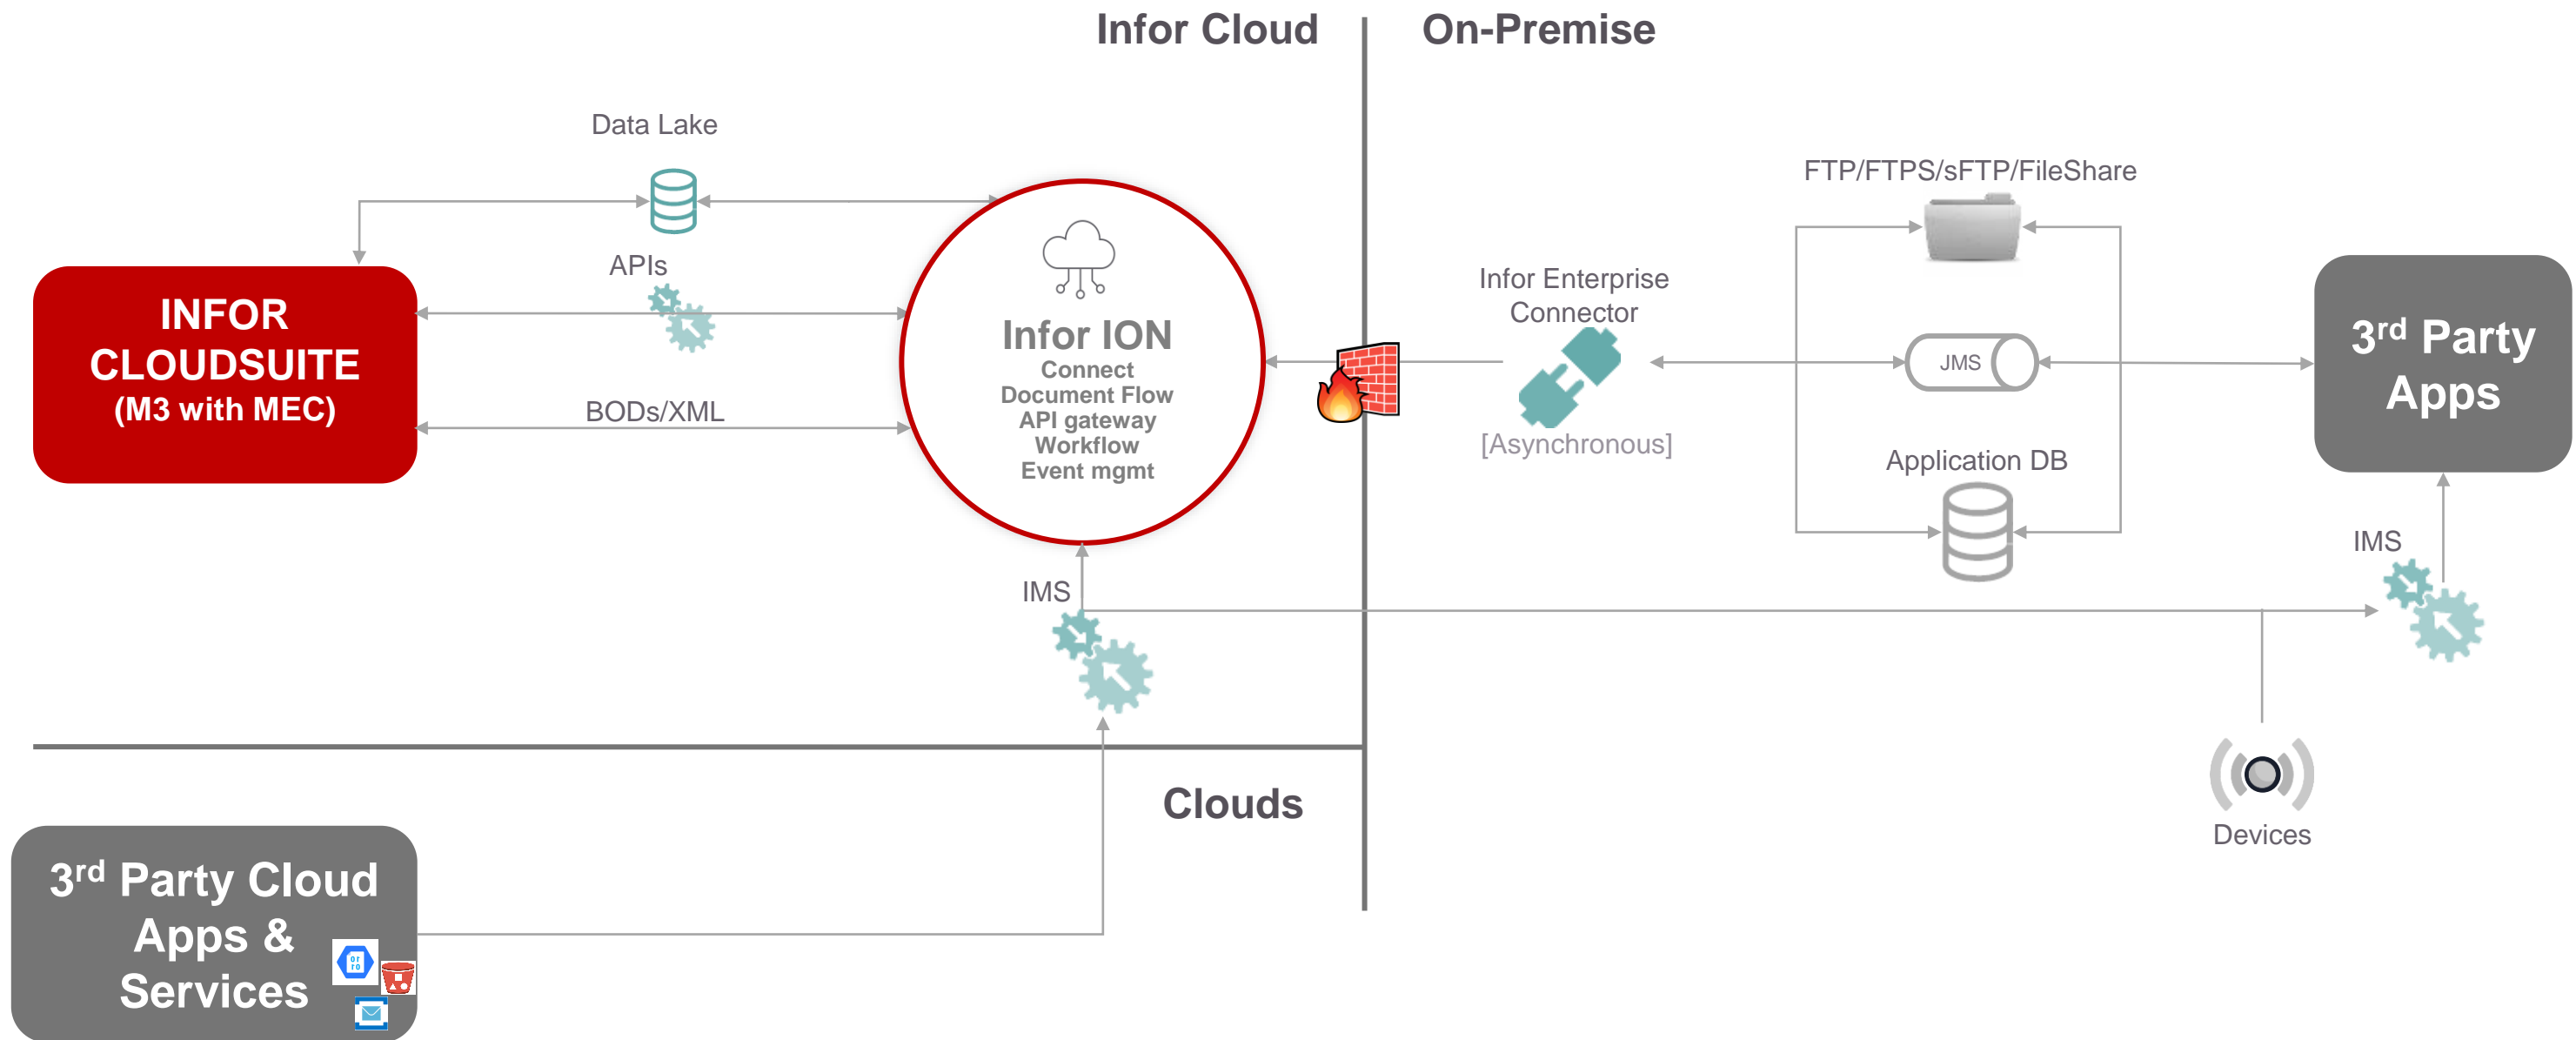 Infor Cloud
On-Premise
Data Lake
APIs
BODs/XML
INFOR
CLOUDSUITE
(M3 with MEC)
Infor ION
Connect
Document Flow
API gateway
Workflow
Event mgmt
Infor Enterprise
Connector
[Asynchronous]
FTP/FTPS/sFTP/FileShare
JMS
Application DB
3rd Party
Apps
IMS
IMS
Devices
Clouds
3rd Party Cloud
Apps &
Services